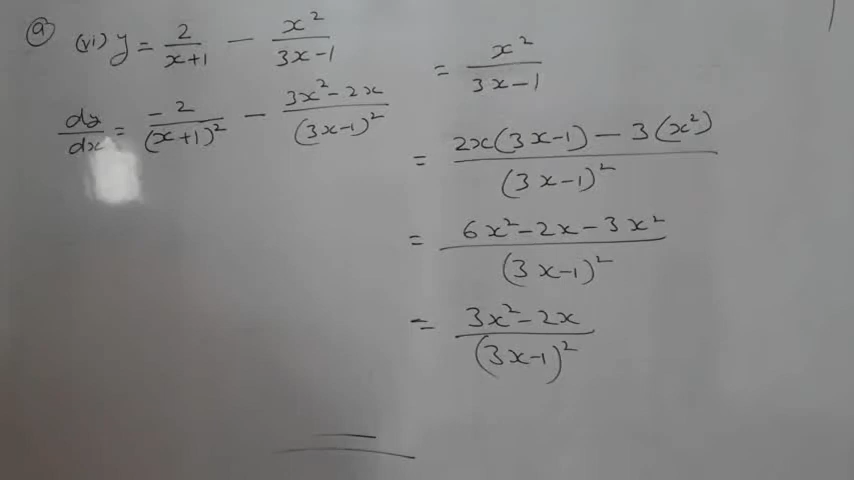 ⓐ (vi) y = 2/(x+1) − x²/(3x−1)
dy/dx = −2/(x+1)² − (3x²−2x)/(3x−1)²
= x²/(3x−1)
= (2x(3x−1) − 3(x²))/(3x−1)²
= (6x²−2x−3x²)/(3x−1)²
= (3x²−2x)/(3x−1)²